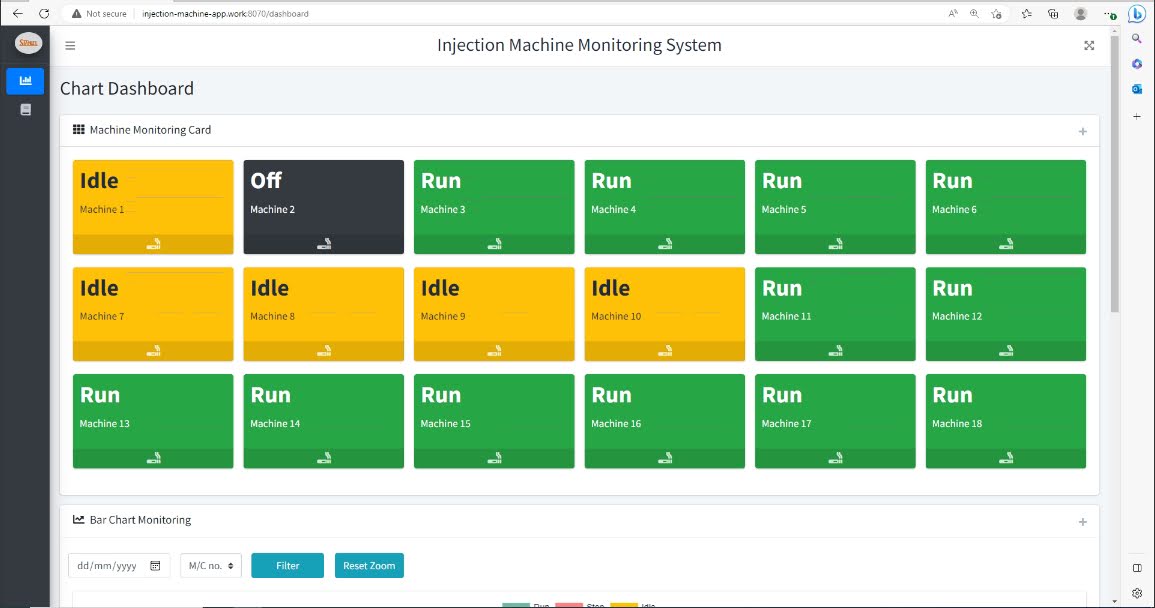 Not secure injection-machine-app.work:8070/dashboard
Injection Machine Monitoring System
Chart Dashboard
Machine Monitoring Card
Idle Off Run Run Run Run
Machine 1 Machine 2 Machine 3 Machine 4 Machine 5 Machine 6
Idle Idle Idle Idle Run Run
Machine 7 Machine 8 Machine 9 Machine 10 Machine 11 Machine 12
Run Run Run Run Run Run
Machine 13 Machine 14 Machine 15 Machine 16 Machine 17 Machine 18
Bar Chart Monitoring
dd/mm/yyyy M/C no. Filter Reset Zoom
Run Stop Idle